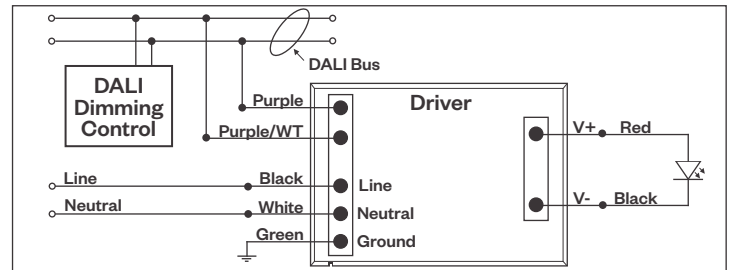 DALI Bus
DALI
Dimming
Control
Driver
Purple
Purple/WT
V+ Red
Line Black Line
Neutral White Neutral
V- Black
Green Ground